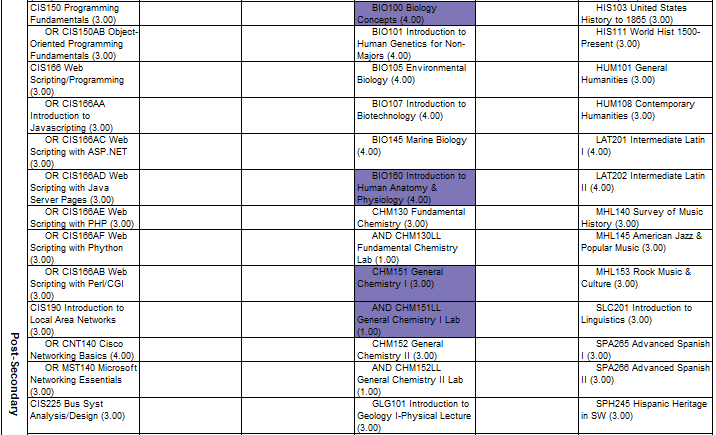 Post-Secondary
CIS150 Programming
Fundamentals (3.00)
OR CIS150AB Object-
Oriented Programming
Fundamentals (3.00)
CIS166 Web
Scripting/Programming
(3.00)
OR CIS166AA
Introduction to
Javascripting (3.00)
OR CIS166AC Web
Scripting with ASP.NET
(3.00)
OR CIS166AD Web
Scripting with Java
Server Pages (3.00)
OR CIS166AE Web
Scripting with PHP (3.00)
OR CIS166AF Web
Scripting with Phython
(3.00)
OR CIS166AB Web
Scripting with Perl/CGI
(3.00)
CIS190 Introduction to
Local Area Networks
(3.00)
OR CNT140 Cisco
Networking Basics (4.00)
OR MST140 Microsoft
Networking Essentials
(3.00)
CIS225 Bus Syst
Analysis/Design (3.00)
BIO100 Biology
Concepts (4.00)
BIO101 Introduction to
Human Genetics for Non-
Majors (4.00)
BIO105 Environmental
Biology (4.00)
BIO107 Introduction to
Biotechnology (4.00)
BIO145 Marine Biology
(4.00)
BIO160 Introduction to
Human Anatomy &
Physiology (4.00)
CHM130 Fundamental
Chemistry (3.00)
AND CHM130LL
Fundamental Chemistry
Lab (1.00)
CHM151 General
Chemistry I (3.00)
AND CHM151LL
General Chemistry I Lab
(1.00)
CHM152 General
Chemistry II (3.00)
AND CHM152LL
General Chemistry II Lab
(1.00)
GLG101 Introduction to
Geology I-Physical Lecture
(3.00)
HIS103 United States
History to 1865 (3.00)
HIS111 World Hist 1500-
Present (3.00)
HUM101 General
Humanities (3.00)
HUM108 Contemporary
Humanities (3.00)
LAT201 Intermediate Latin
I (4.00)
LAT202 Intermediate Latin
II (4.00)
MHL140 Survey of Music
History (3.00)
MHL145 American Jazz &
Popular Music (3.00)
MHL153 Rock Music &
Culture (3.00)
SLC201 Introduction to
Linguistics (3.00)
SPA265 Advanced Spanish
I (3.00)
SPA266 Advanced Spanish
II (3.00)
SPH245 Hispanic Heritage
in SW (3.00)